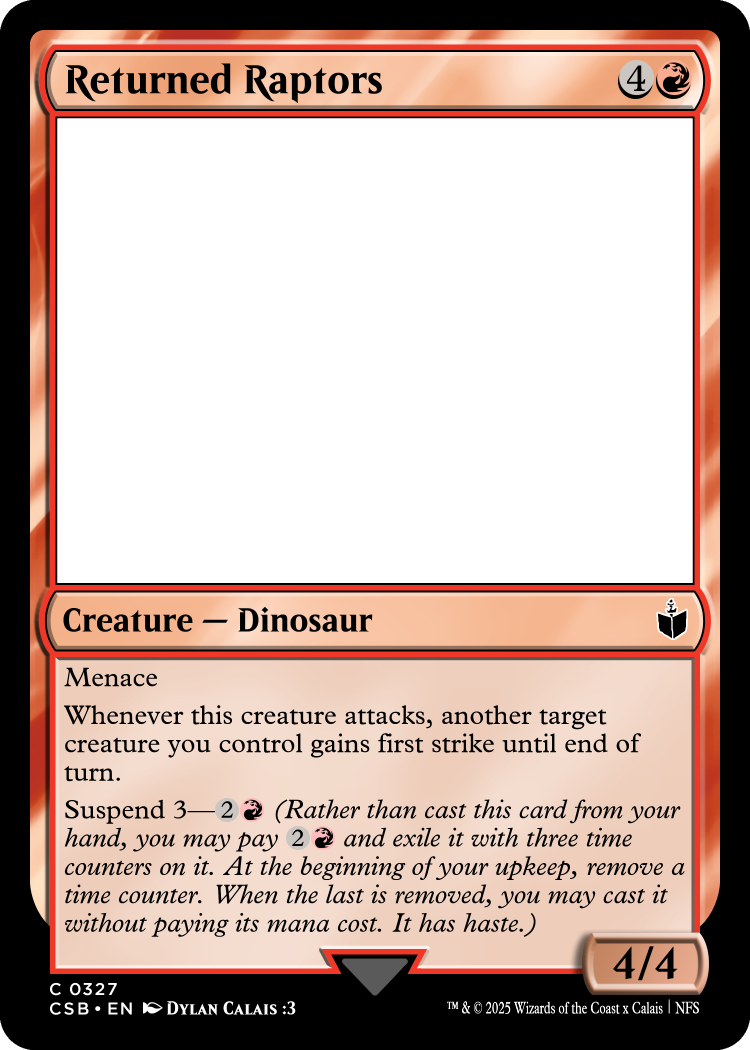 Returned Raptors 4
Creature — Dinosaur
Menace
Whenever this creature attacks, another target
creature you control gains first strike until end of
turn.
Suspend 3—2 (Rather than cast this card from your
hand, you may pay 2 and exile it with three time
counters on it. At the beginning of your upkeep, remove a
time counter. When the last is removed, you may cast it
without paying its mana cost. It has haste.)
4/4
C 0327
CSB • EN DYLAN CALAIS :3
™ & © 2025 Wizards of the Coast x Calais | NFS